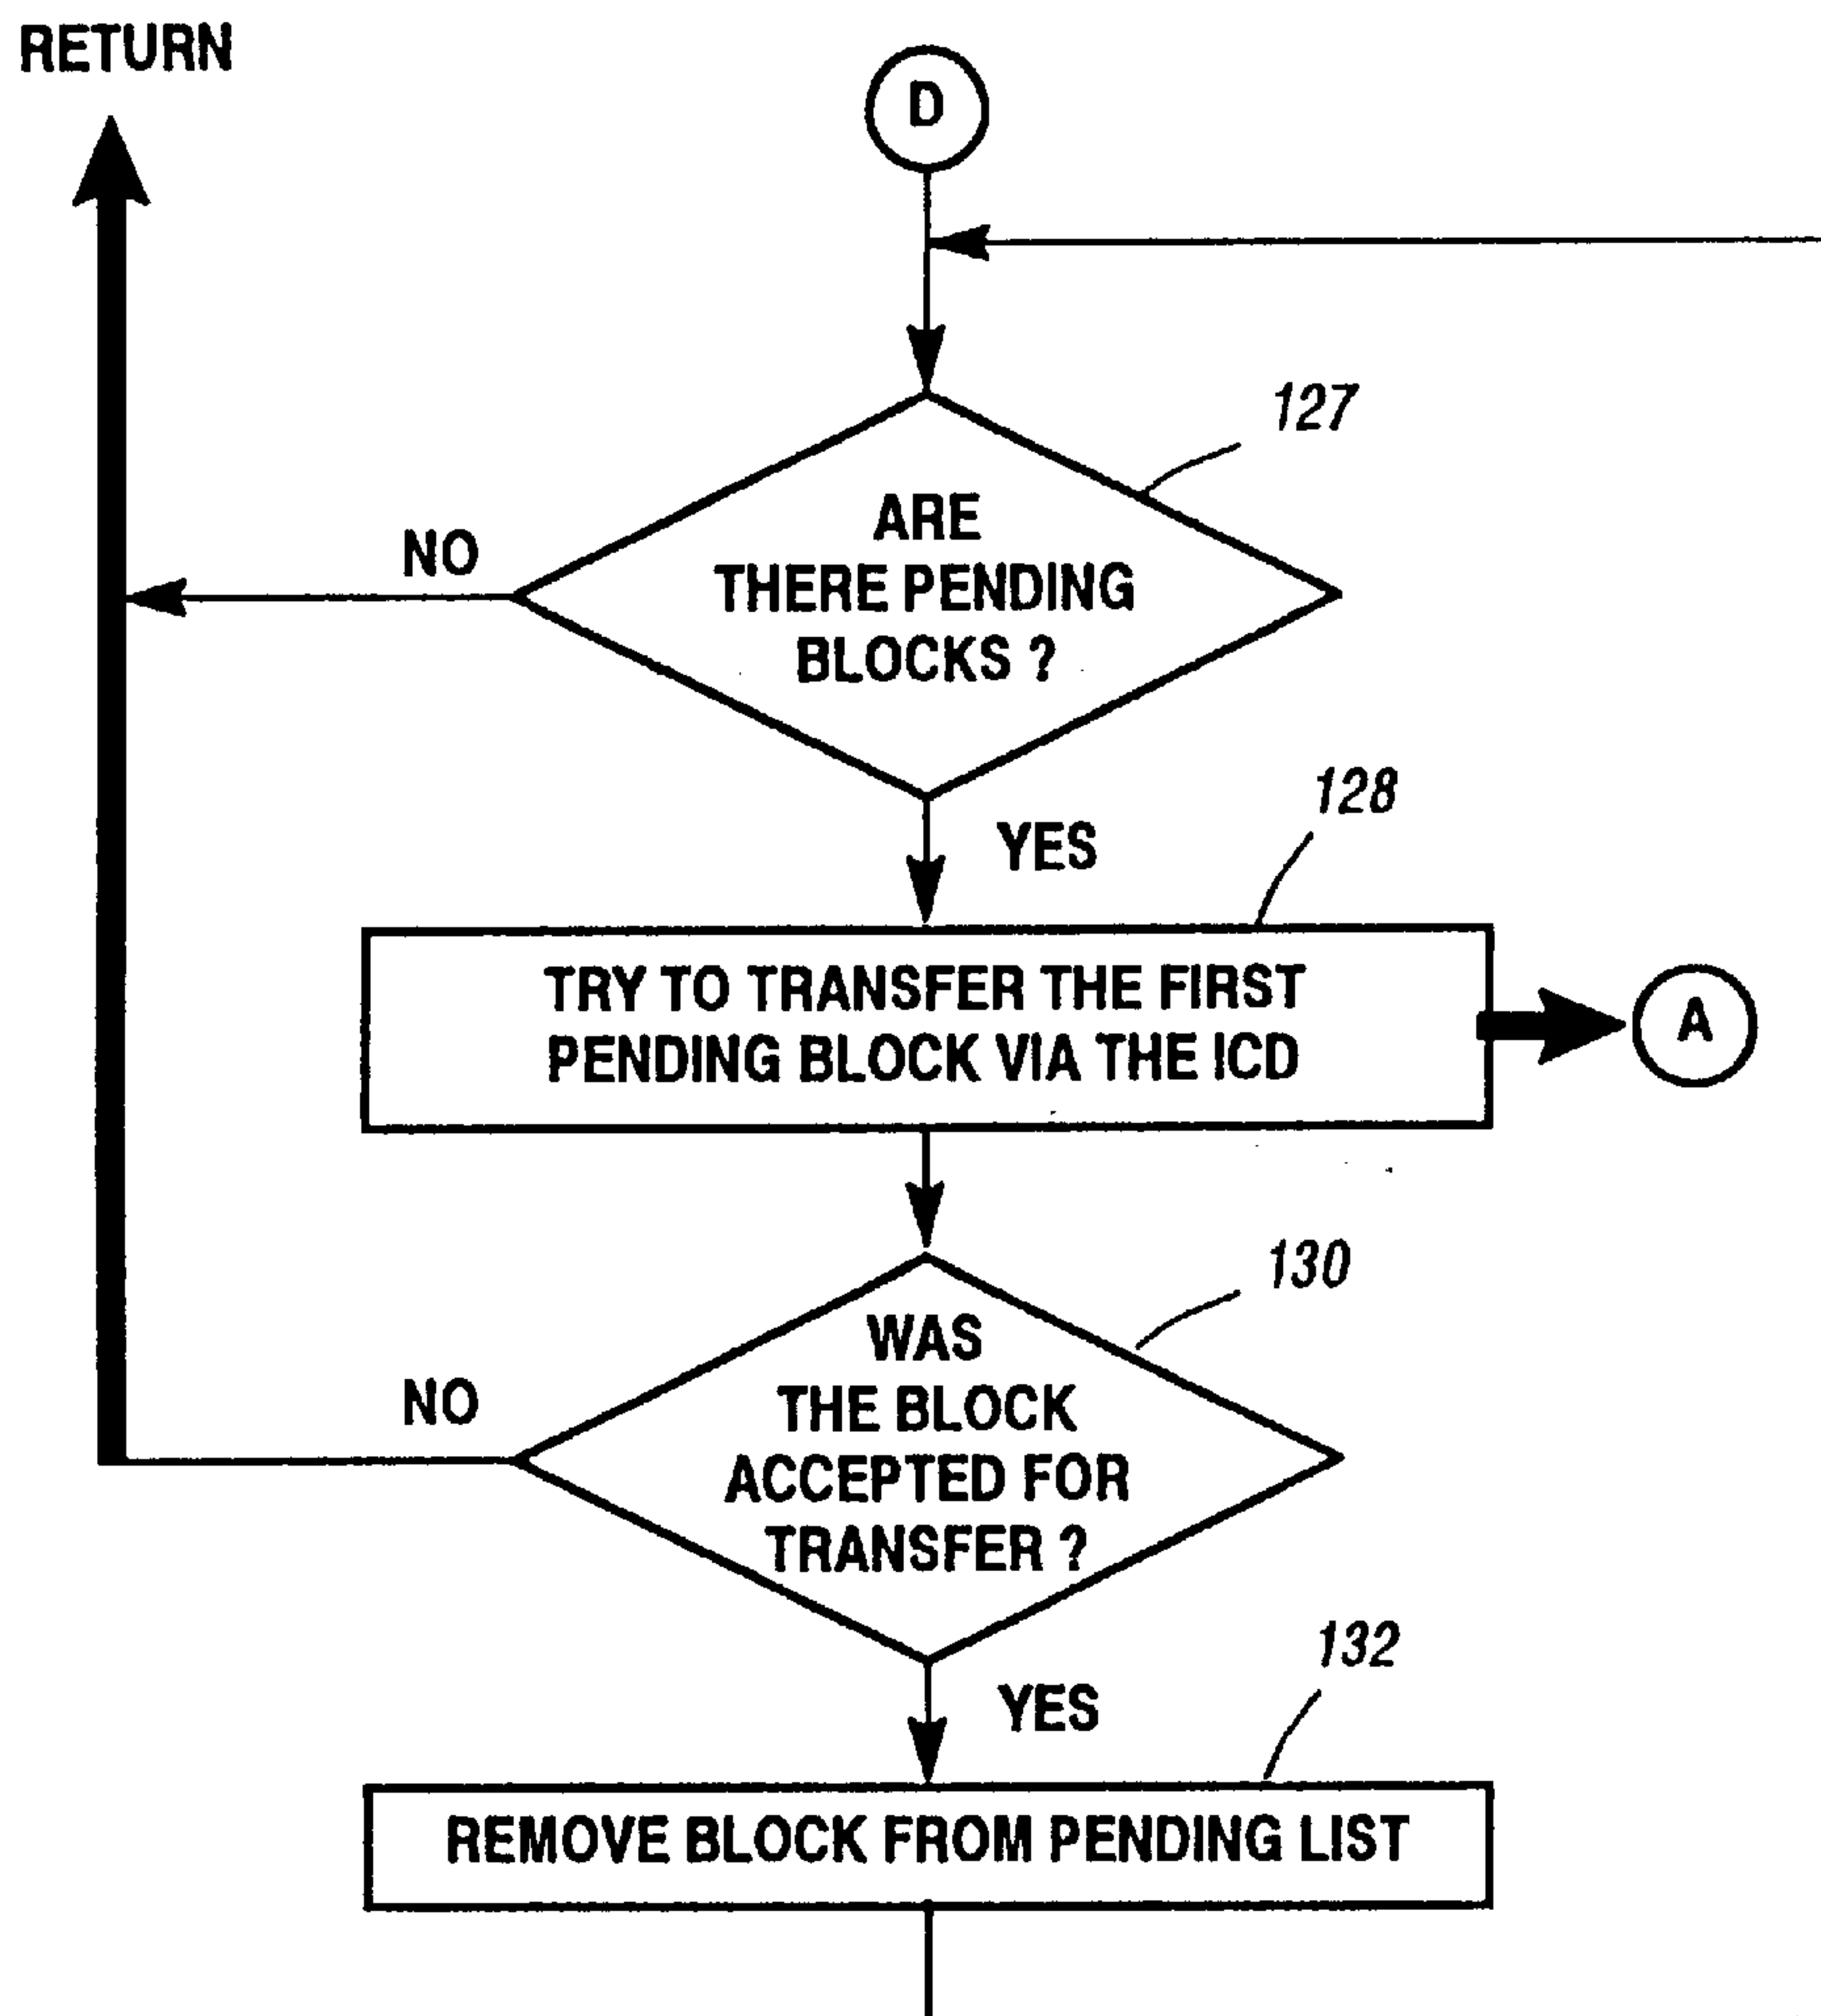 RETURN
D
127
NO
ARE
THERE PENDING
BLOCKS ?
128
YES
TRY TO TRANSFER THE FIRST
PENDING BLOCK VIA THE ICD
A
130
NO
WAS
THE BLOCK
ACCEPTED FOR
TRANSFER ?
132
YES
REMOVE BLOCK FROM PENDING LIST